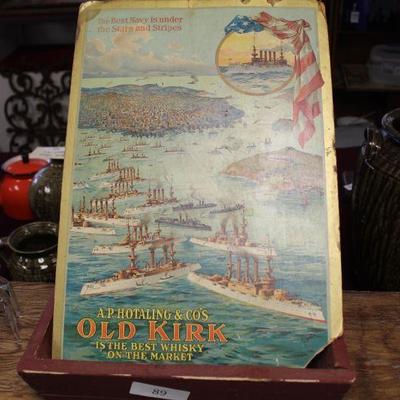 The Best Navy is under
the Stars and Stripes
A.P. HOTALING & CO'S
OLD KIRK
IS THE BEST WHISKY
ON THE MARKET
89